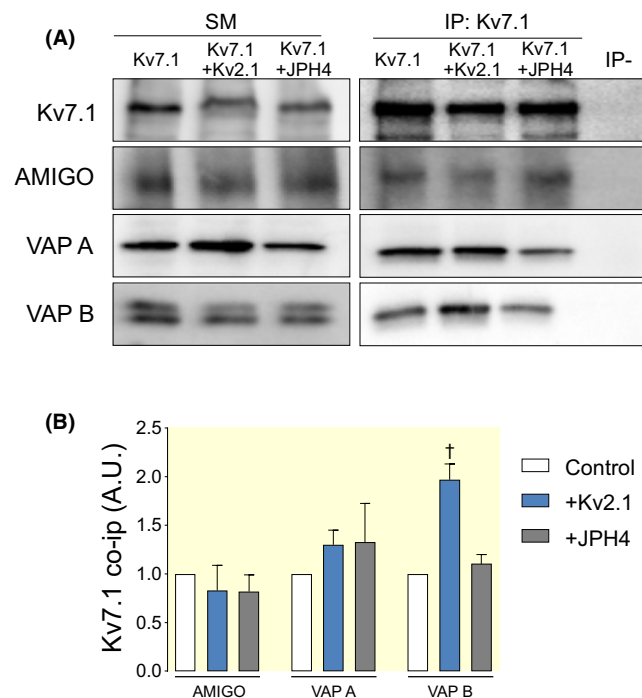 (A)
SM
IP: Kv7.1
Kv7.1
Kv7.1
+Kv2.1
Kv7.1
+JPH4
Kv7.1
Kv7.1
+Kv2.1
Kv7.1
+JPH4
IP-
Kv7.1
AMIGO
VAP A
VAP B
(B)
Kv7.1 co-ip (A.U.)
2.5
2.0
1.5
1.0
0.5
0.0
†
AMIGO
VAP A
VAP B
Control
+Kv2.1
+JPH4